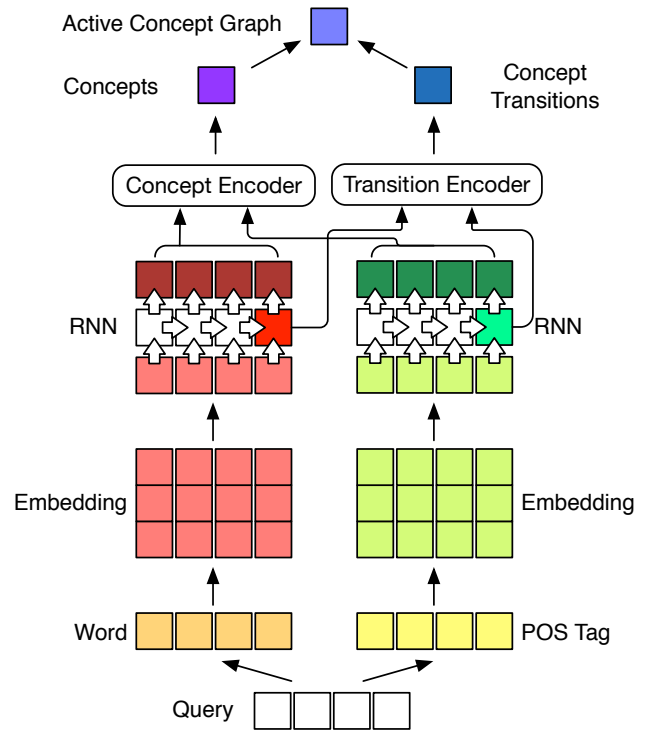 Active Concept Graph
Concepts
Concept
Transitions
Concept Encoder
Transition Encoder
RNN
RNN
Embedding
Embedding
Word
POS Tag
Query